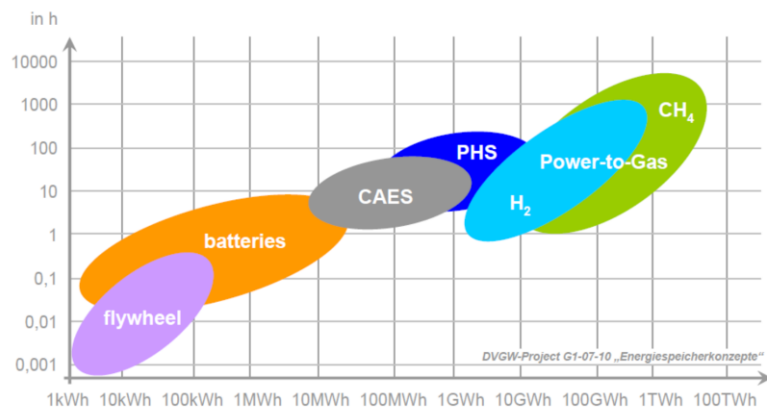 in h
10000
1000
100
10
1
0,1
0,01
0,001
CH₄
PHS
Power-to-Gas
CAES
H₂
batteries
flywheel
DVGW-Project G1-07-10 „Energiespeicherkonzepte“
1kWh 10kWh 100kWh 1MWh 10MWh 100MWh 1GWh 10GWh 100GWh 1TWh 100TWh